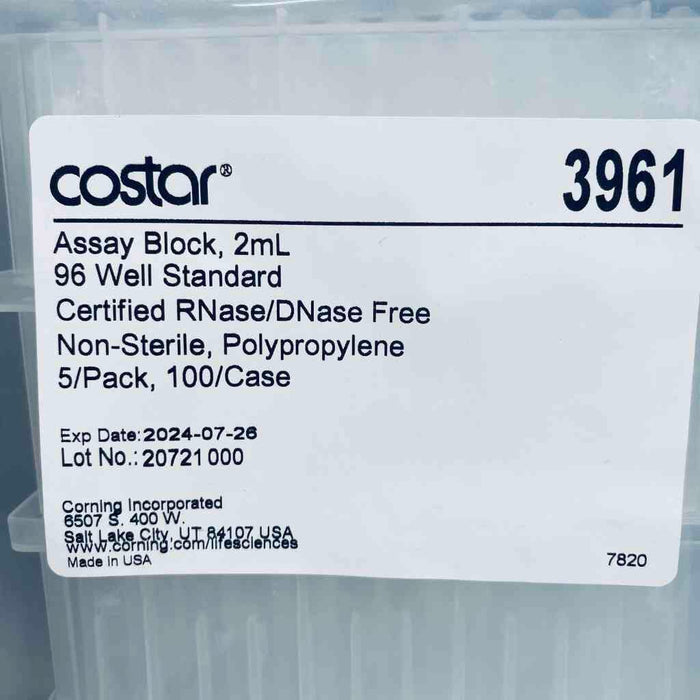 costar®
3961
Assay Block, 2mL
96 Well Standard
Certified RNase/DNase Free
Non-Sterile, Polypropylene
5/Pack, 100/Case
Exp Date: 2024-07-26
Lot No.: 20721000
Corning Incorporated
6507 S. 400 W.
Salt Lake City, UT 84107 USA
www.corning.com/lifesciences
Made in USA
7820